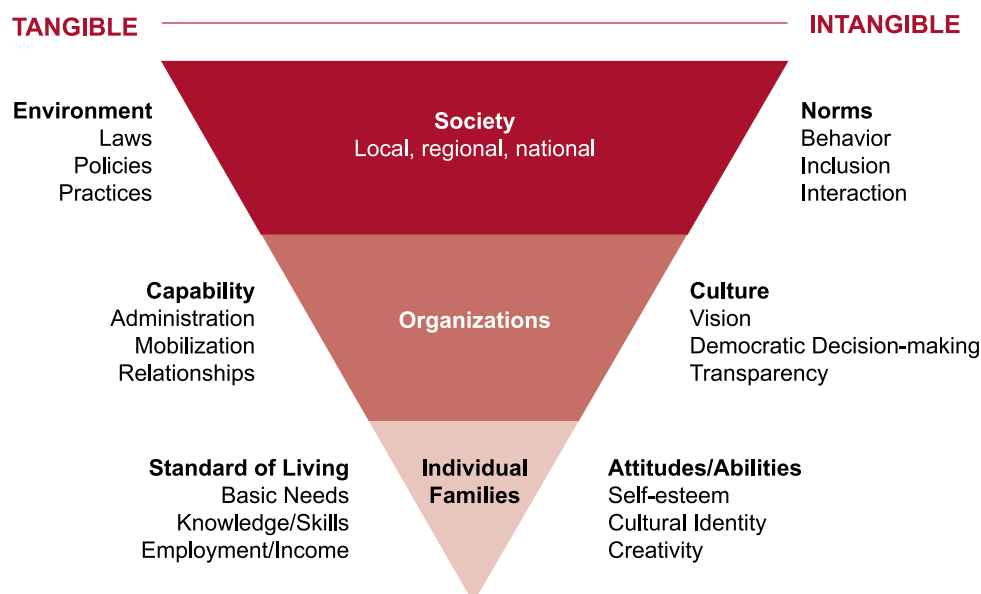 TANGIBLE
INTANGIBLE
Environment
Laws
Policies
Practices
Society
Local, regional, national
Norms
Behavior
Inclusion
Interaction
Capability
Administration
Mobilization
Relationships
Organizations
Culture
Vision
Democratic Decision-making
Transparency
Standard of Living
Basic Needs
Knowledge/Skills
Employment/Income
Individual
Families
Attitudes/Abilities
Self-esteem
Cultural Identity
Creativity